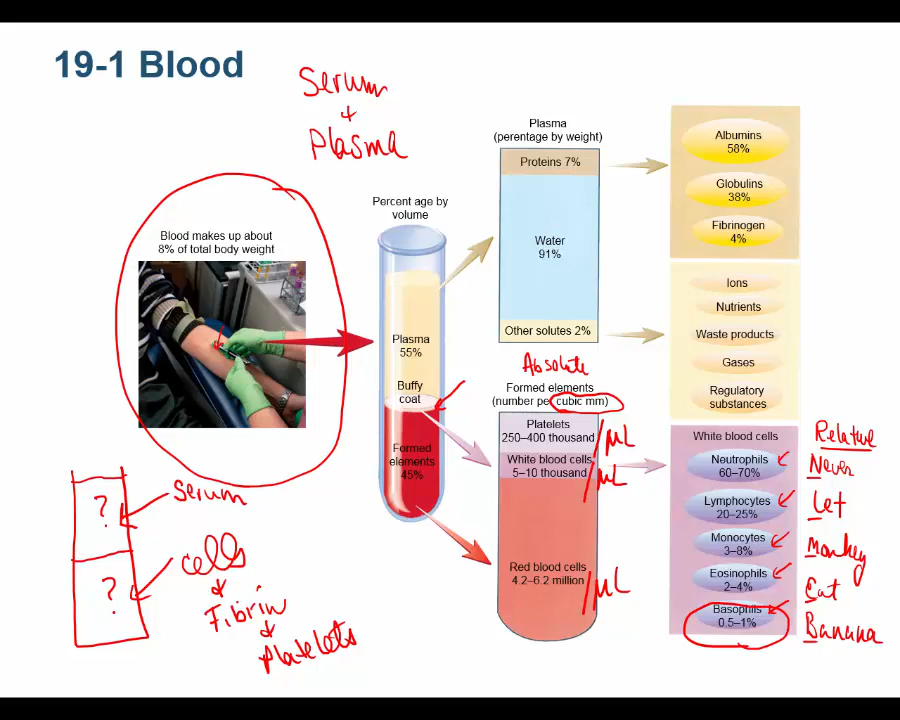 19-1 Blood
Serum
+
Plasma
Blood makes up about
8% of total body weight
Percent age by
volume
Plasma
55%
Buffy
coat
Formed
elements
45%
Plasma
(perentage by weight)
Proteins 7%
Water
91%
Other solutes 2%
Absolute
Formed elements
(number per cubic mm)
Platelets
250–400 thousand /μL
White blood cells
5–10 thousand /μL
Red blood cells
4.2–6.2 million /μL
Albumins
58%
Globulins
38%
Fibrinogen
4%
Ions
Nutrients
Waste products
Gases
Regulatory
substances
White blood cells
Relative
Neutrophils
60–70%
Never
Lymphocytes
20–25%
Let
Monocytes
3–8%
Monkey
Eosinophils
2–4%
Eat
Basophils
0.5–1%
Banana
? Serum
? cells
+
Fibrin
+
Platelets